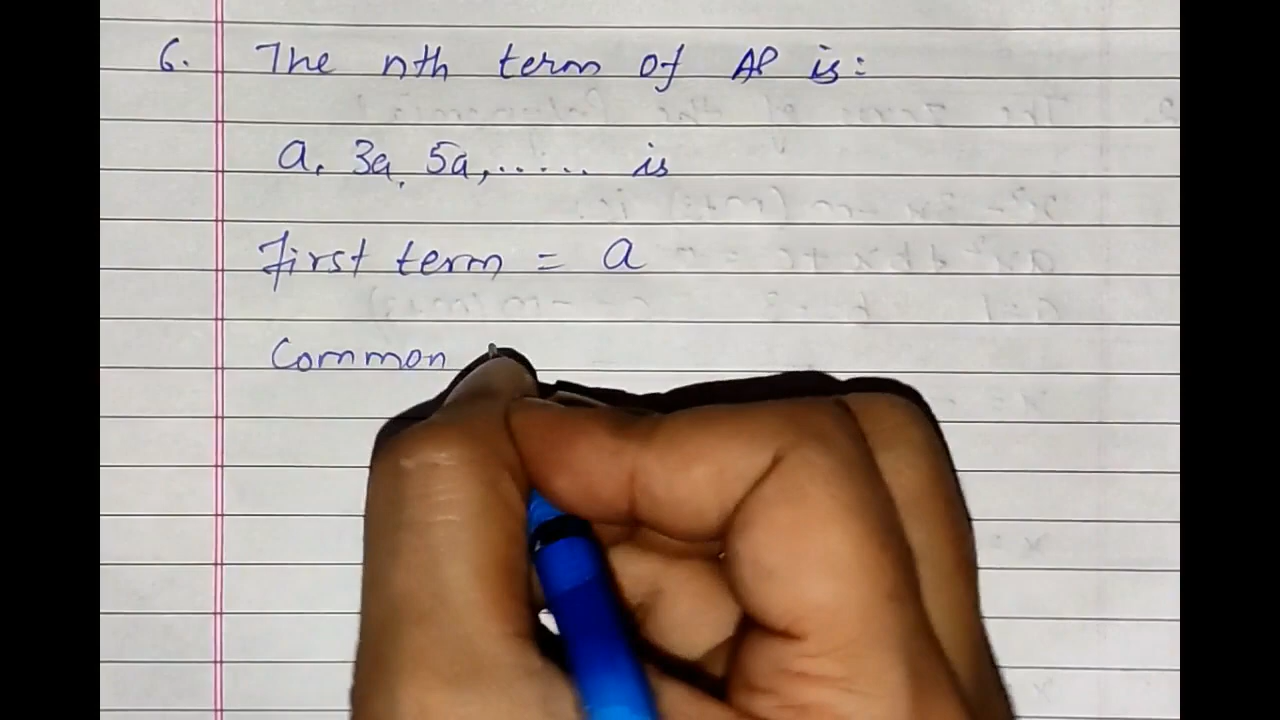 6. The nth term of AP is:
a, 3a, 5a,...... is
First term = a
Common